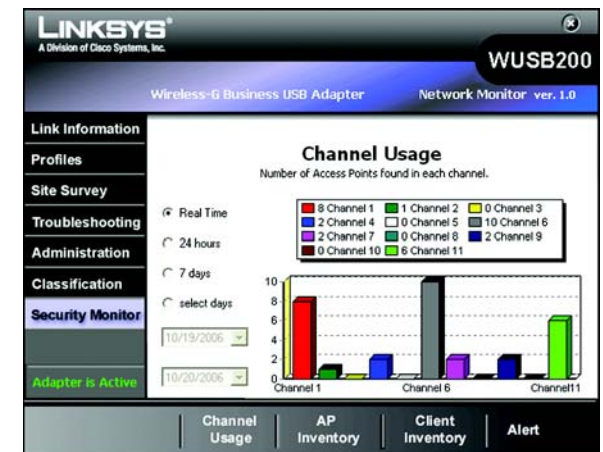 LINKSYS®
A Division of Cisco Systems, Inc.
WUSB200
Wireless-G Business USB Adapter
Network Monitor ver. 1.0
Link Information
Profiles
Site Survey
Troubleshooting
Administration
Classification
Security Monitor
Adapter is Active
Channel Usage
Number of Access Points found in each channel.
Real Time
24 hours
7 days
select days
10/19/2006
10/20/2006
8 Channel 1 1 Channel 2 0 Channel 3
2 Channel 4 0 Channel 5 10 Channel 6
2 Channel 7 0 Channel 8 2 Channel 9
0 Channel 10 6 Channel 11
10
8
6
4
2
0
Channel 1 Channel 6 Channel11
Channel
Usage
AP
Inventory
Client
Inventory
Alert